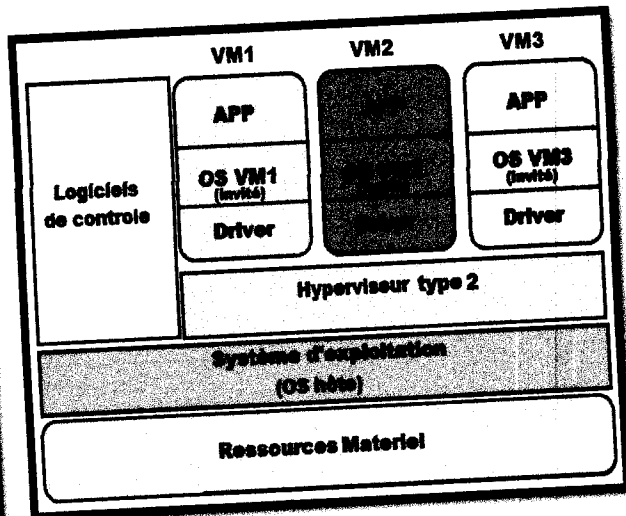 VM1
VM2
VM3
APP
OS VM1
(invité)
Driver
APP
OS VM3
(invité)
Driver
Logiciels
de controle
Hyperviseur type 2
Système d'exploitation
(OS hôte)
Ressources Materiel